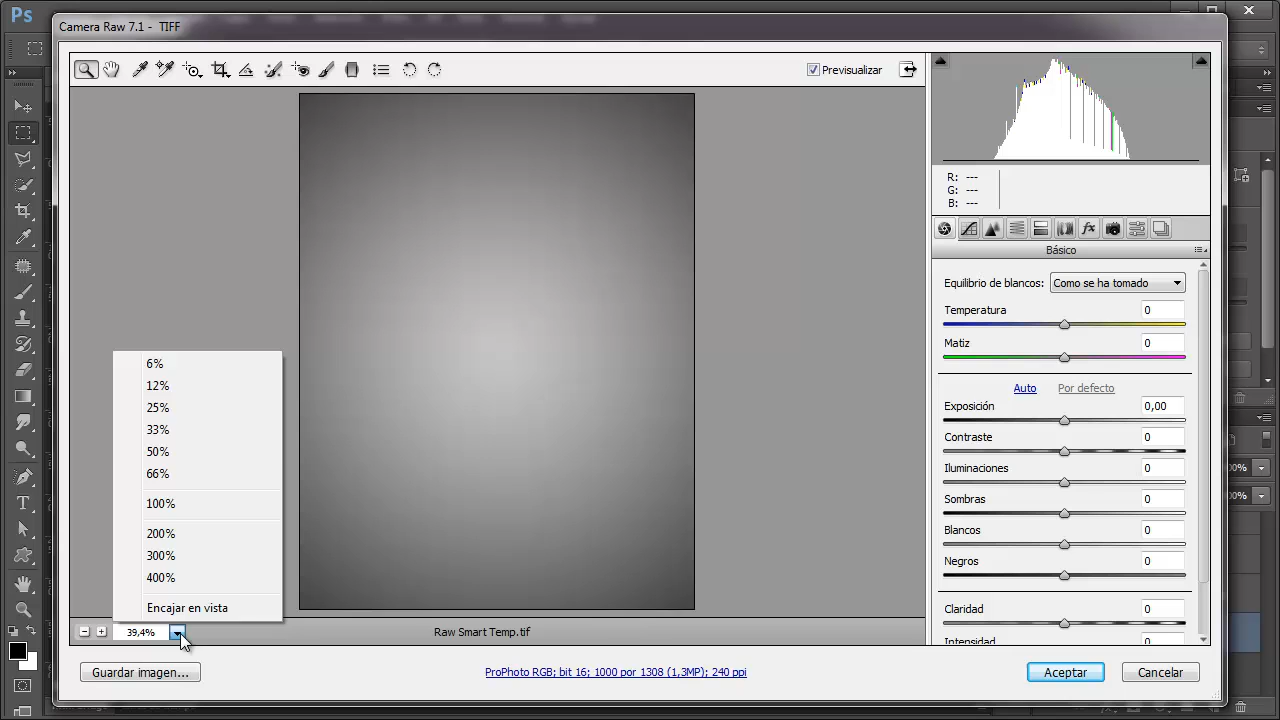 Ps
Camera Raw 7.1 - TIFF
Previsualizar
R: ---
G: ---
B: ---
Básico
Equilibrio de blancos: Como se ha tomado
Temperatura 0
Matiz 0
Auto Por defecto
Exposición 0,00
Contraste 0
Iluminaciones 0
Sombras 0
Blancos 0
Negros 0
Claridad 0
Intensidad
6%
12%
25%
33%
50%
66%
100%
200%
300%
400%
Encajar en vista
39,4%
Raw Smart Temp.tif
Guardar imagen...
ProPhoto RGB; bit 16; 1000 por 1308 (1,3MP); 240 ppi
Aceptar
Cancelar